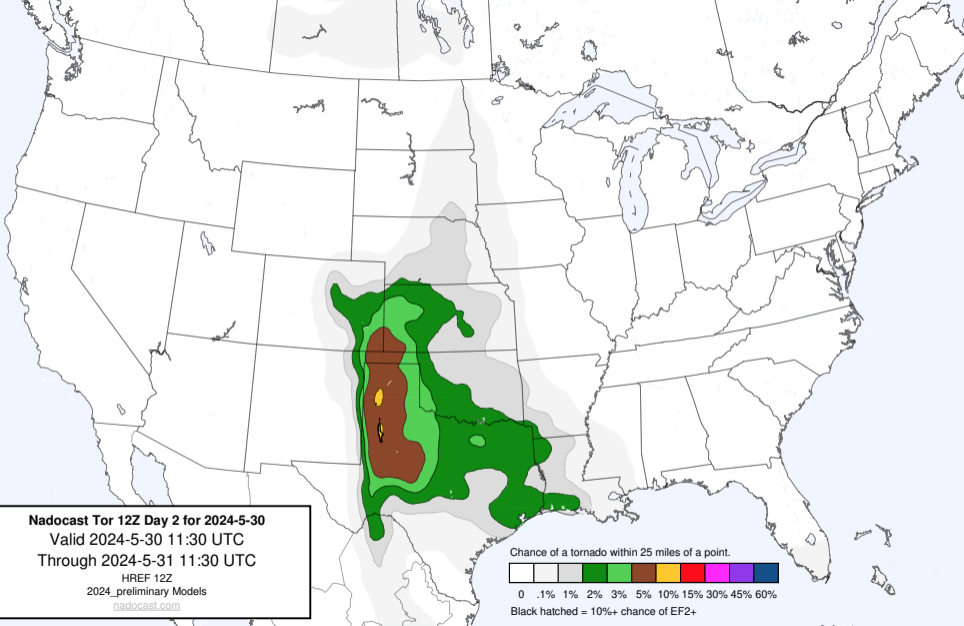 Nadocast Tor 12Z Day 2 for 2024-5-30
Valid 2024-5-30 11:30 UTC
Through 2024-5-31 11:30 UTC
HREF 12Z
2024_preliminary Models
nadocast.com
Chance of a tornado within 25 miles of a point.
0 .1% 1% 2% 3% 5% 10% 15% 30% 45% 60%
Black hatched = 10%+ chance of EF2+